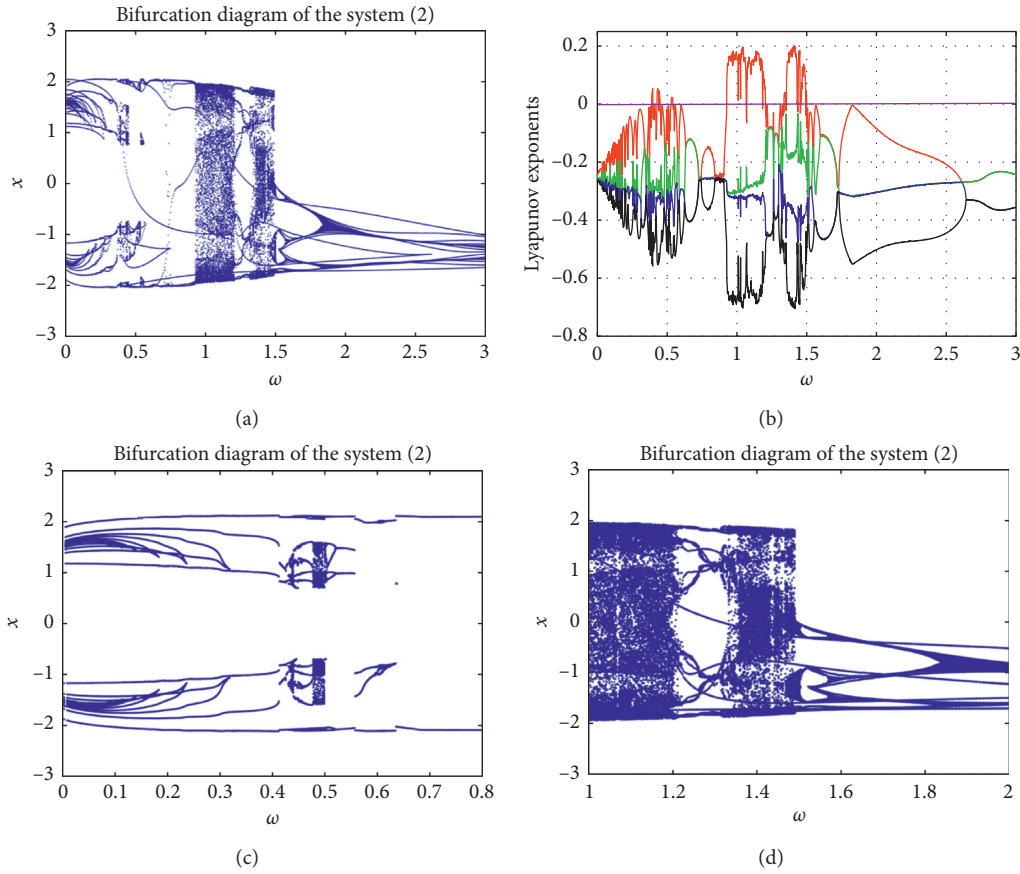 Bifurcation diagram of the system (2)
3
2
1
0
−1
−2
−3
x
0 0.5 1 1.5 2 2.5 3
ω
(a)
0.2
0
−0.2
−0.4
−0.6
−0.8
Lyapunov exponents
0 0.5 1 1.5 2 2.5 3
ω
(b)
Bifurcation diagram of the system (2)
3
2
1
0
−1
−2
−3
x
0 0.1 0.2 0.3 0.4 0.5 0.6 0.7 0.8
ω
(c)
Bifurcation diagram of the system (2)
3
2
1
0
−1
−2
−3
x
1 1.2 1.4 1.6 1.8 2
ω
(d)